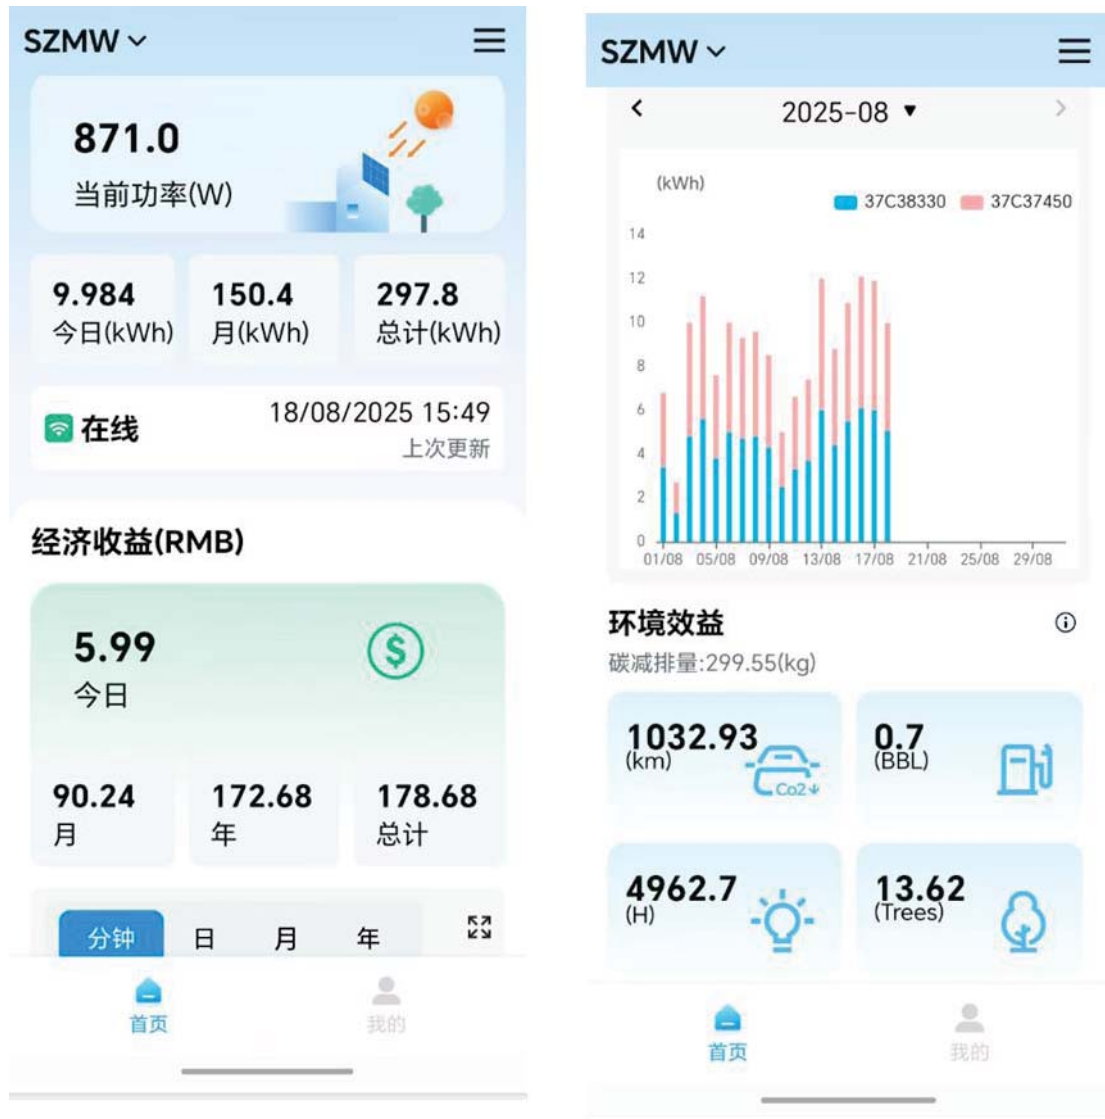 SZMW
871.0
当前功率(W)
9.984
今日(kWh)
150.4
月(kWh)
297.8
总计(kWh)
在线
18/08/2025 15:49
上次更新
经济收益(RMB)
5.99
今日
$
90.24
月
172.68
年
178.68
总计
分钟 日 月 年
首页 我的
SZMW
2025-08
(kWh)
37C38330 37C37450
14
12
10
8
6
4
2
0
01/08 05/08 09/08 13/08 17/08 21/08 25/08 29/08
环境效益
碳减排量:299.55(kg)
1032.93
(km)
Co2
0.7
(BBL)
4962.7
(H)
13.62
(Trees)
首页 我的